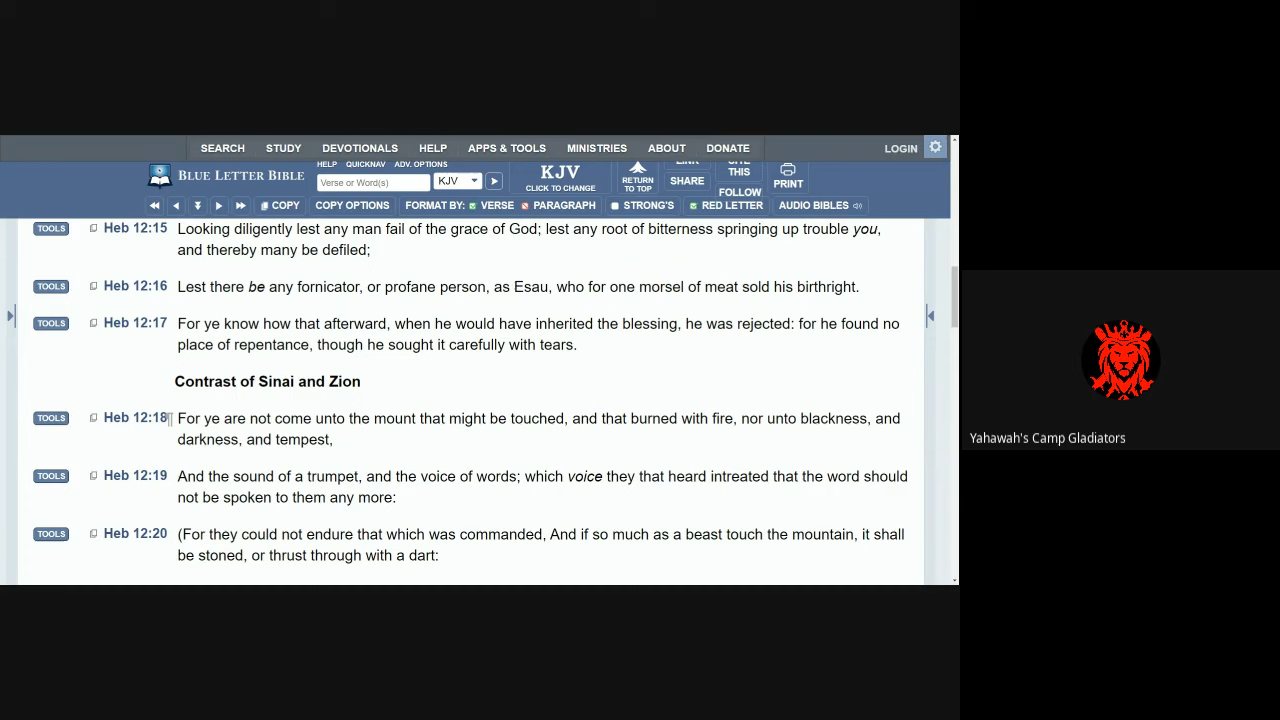 SEARCH STUDY DEVOTIONALS HELP APPS & TOOLS MINISTRIES ABOUT DONATE LOGIN
HELP QUICKNAV ADV. OPTIONS
BLUE LETTER BIBLE
Verse or Word(s) KJV
KJV
CLICK TO CHANGE
RETURN
TO TOP
LINK
SHARE
CITE
THIS
FOLLOW
PRINT
COPY COPY OPTIONS FORMAT BY: VERSE PARAGRAPH STRONG'S RED LETTER AUDIO BIBLES
TOOLS Heb 12:15 Looking diligently lest any man fail of the grace of God; lest any root of bitterness springing up trouble you,
and thereby many be defiled;
TOOLS Heb 12:16 Lest there be any fornicator, or profane person, as Esau, who for one morsel of meat sold his birthright.
TOOLS Heb 12:17 For ye know how that afterward, when he would have inherited the blessing, he was rejected: for he found no
place of repentance, though he sought it carefully with tears.
Contrast of Sinai and Zion
TOOLS Heb 12:18¶ For ye are not come unto the mount that might be touched, and that burned with fire, nor unto blackness, and
darkness, and tempest,
TOOLS Heb 12:19 And the sound of a trumpet, and the voice of words; which voice they that heard intreated that the word should
not be spoken to them any more:
TOOLS Heb 12:20 (For they could not endure that which was commanded, And if so much as a beast touch the mountain, it shall
be stoned, or thrust through with a dart:
Yahawah's Camp Gladiators